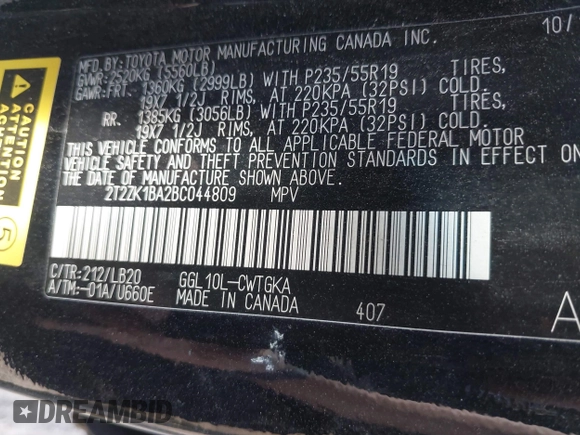 MFD.BY:TOYOTA MOTOR MANUFACTURING CANADA INC. 10/
GVWR:2520KG (5560LB)
GAWR:FRT. 1360KG (2999LB) WITH P235/55R19 TIRES,
19X7 1/2J RIMS, AT 220KPA (32PSI) COLD.
RR. 1385KG (3056LB) WITH P235/55R19 TIRES,
19X7 1/2J RIMS, AT 220KPA (32PSI) COLD.
THIS VEHICLE CONFORMS TO ALL APPLICABLE FEDERAL MOTOR
VEHICLE SAFETY AND THEFT PREVENTION STANDARDS IN EFFECT ON
THE DATE OF MANUFACTURE SHOWN ABOVE.
2T2ZK1BA2BC044809 MPV
C/TR:212/LB20 GGL10L-CWTGKA
A/TM:-01A/U660E MADE IN CANADA 407 A
CAUTION
ATTENTION
5
DREAMBID